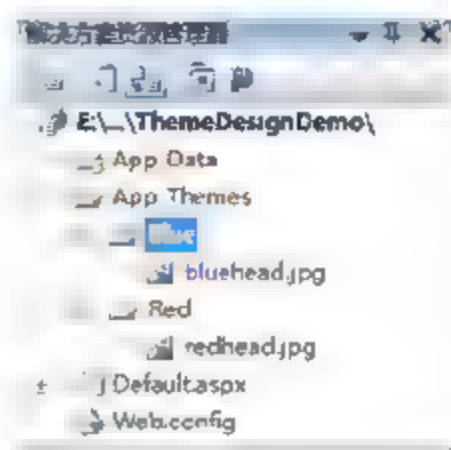 E:\...\ThemeDesignDemo\
App Data
App Themes
Blue
bluehead.jpg
Red
redhead.jpg
Default.aspx
Web.config